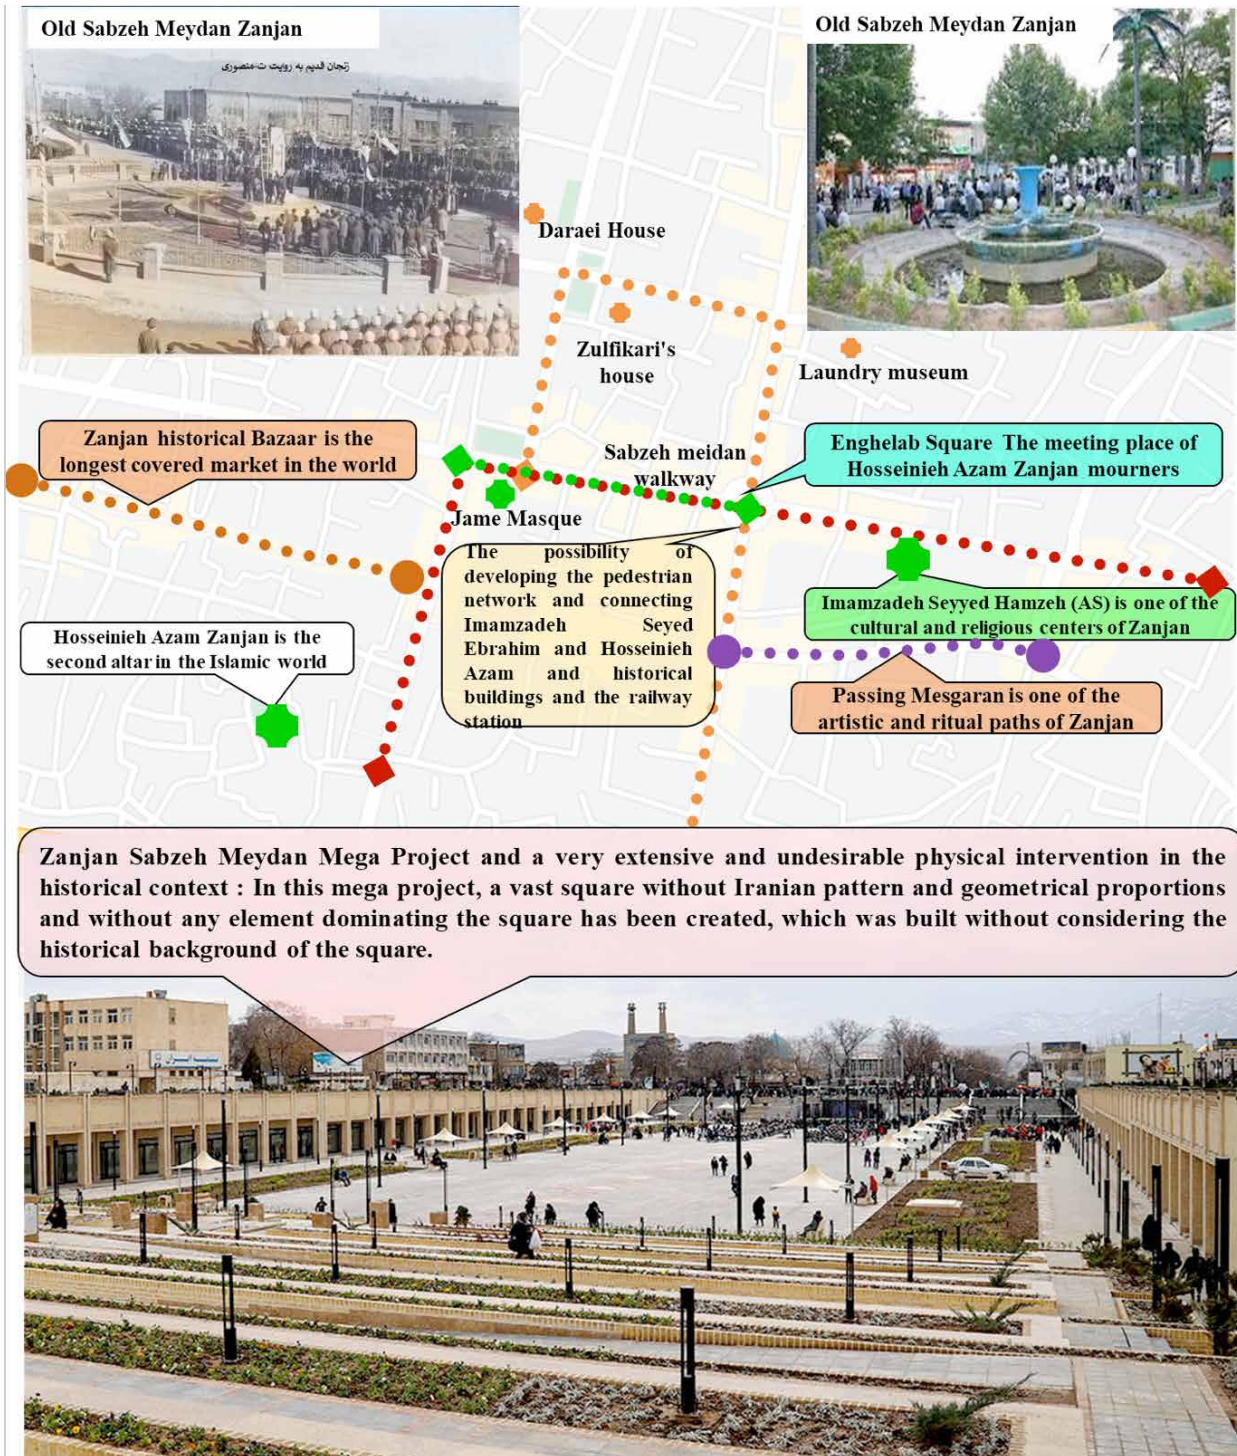 Old Sabzeh Meydan Zanjan
زنجان قدیم به روایت ت-منصوری
Old Sabzeh Meydan Zanjan
Daraei House
Zulfikari's
house
Laundry museum
Zanjan historical Bazaar is the
longest covered market in the world
Sabzeh meidan
walkway
Enghelab Square The meeting place of
Hosseinieh Azam Zanjan mourners
Jame Masque
The possibility of
developing the pedestrian
network and connecting
Imamzadeh Seyed
Ebrahim and Hosseinieh
Azam and historical
buildings and the railway
station
Imamzadeh Seyyed Hamzeh (AS) is one of the
cultural and religious centers of Zanjan
Hosseinieh Azam Zanjan is the
second altar in the Islamic world
Passing Mesgaran is one of the
artistic and ritual paths of Zanjan
Zanjan Sabzeh Meydan Mega Project and a very extensive and undesirable physical intervention in the
historical context : In this mega project, a vast square without Iranian pattern and geometrical proportions
and without any element dominating the square has been created, which was built without considering the
historical background of the square.